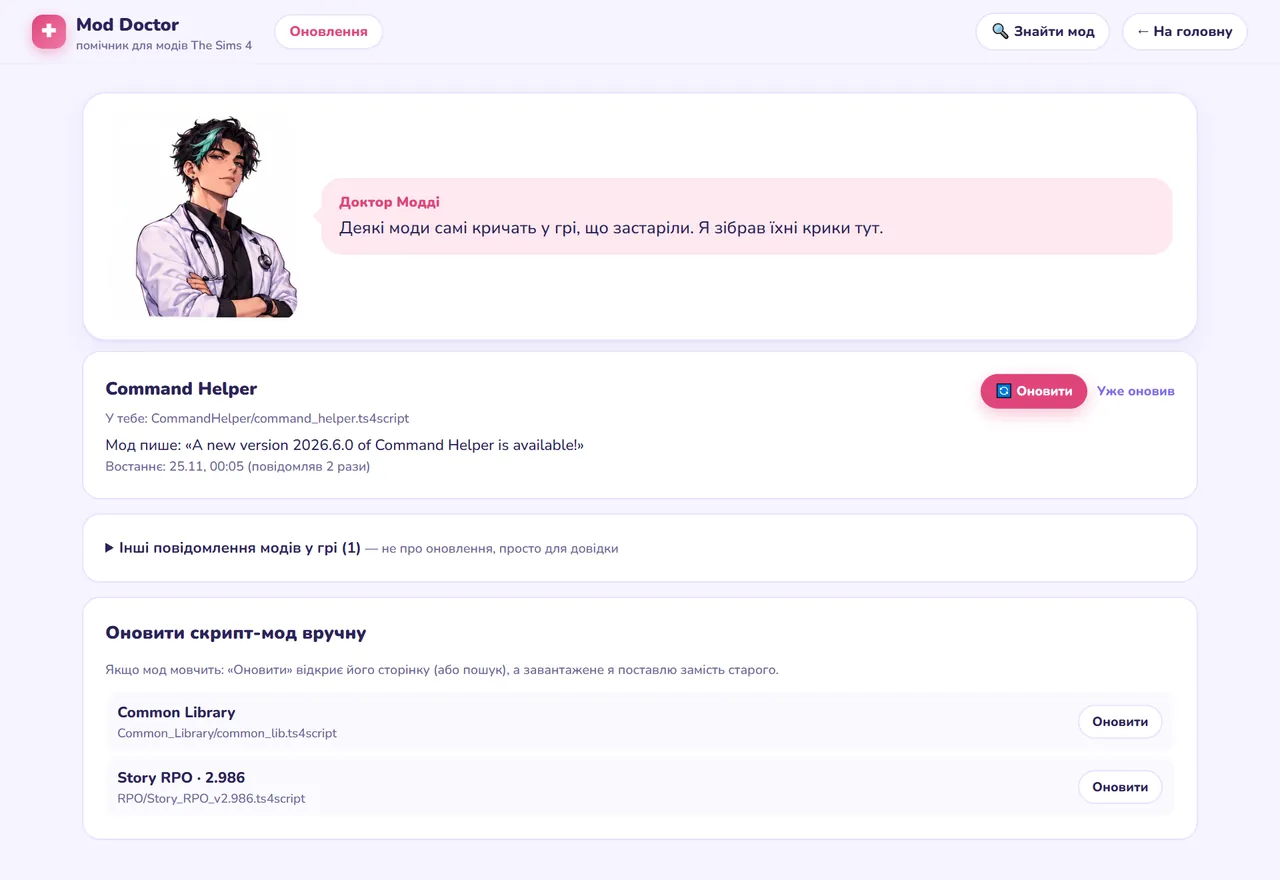 Mod Doctor
помічник для модів The Sims 4
Оновлення
🔍 Знайти мод
← На головну
Доктор Модді
Деякі моди самі кричать у грі, що застаріли. Я зібрав їхні крики тут.
Command Helper
🔄 Оновити
Уже оновив
У тебе: CommandHelper/command_helper.ts4script
Мод пише: «A new version 2026.6.0 of Command Helper is available!»
Востаннє: 25.11, 00:05 (повідомляв 2 рази)
▶ Інші повідомлення модів у грі (1) — не про оновлення, просто для довідки
Оновити скрипт-мод вручну
Якщо мод мовчить: «Оновити» відкриє його сторінку (або пошук), а завантажене я поставлю замість старого.
Common Library
Common_Library/common_lib.ts4script
Оновити
Story RPO · 2.986
RPO/Story_RPO_v2.986.ts4script
Оновити